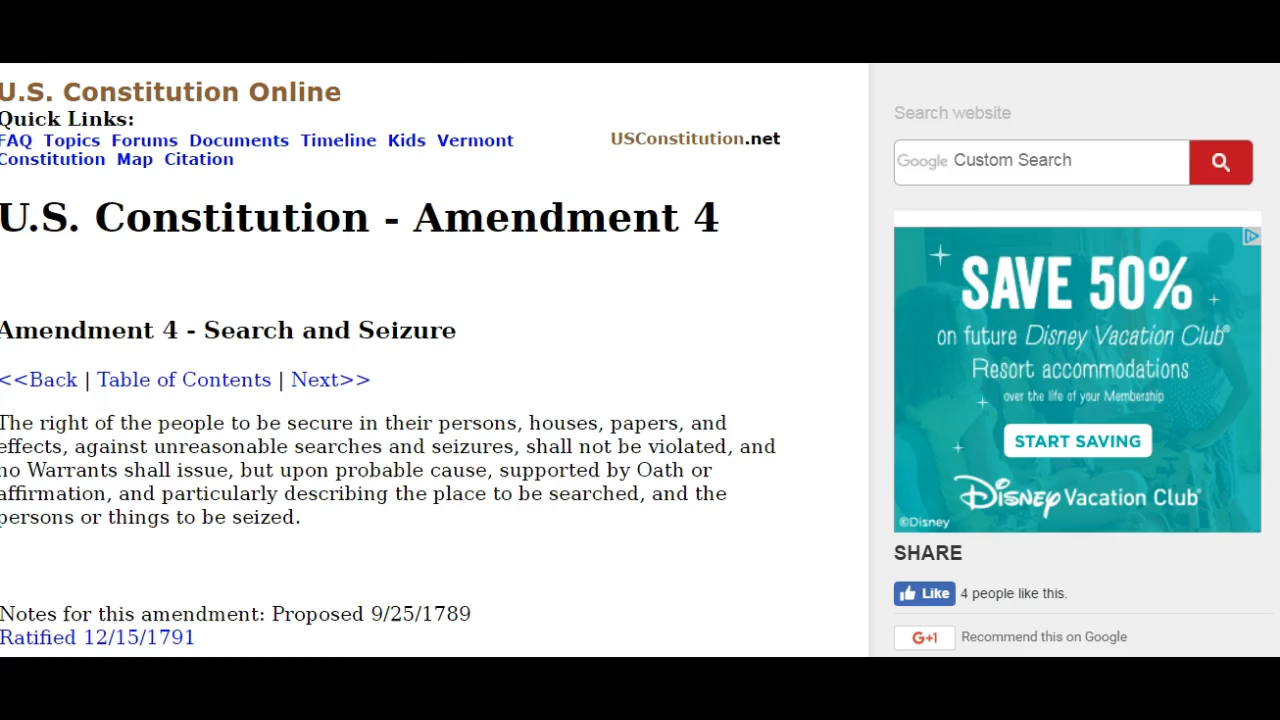 U.S. Constitution Online
Quick Links:
FAQ Topics Forums Documents Timeline Kids Vermont
Constitution Map Citation
USConstitution.net
U.S. Constitution - Amendment 4
Amendment 4 - Search and Seizure
<<Back | Table of Contents | Next>>
The right of the people to be secure in their persons, houses, papers, and
effects, against unreasonable searches and seizures, shall not be violated, and
no Warrants shall issue, but upon probable cause, supported by Oath or
affirmation, and particularly describing the place to be searched, and the
persons or things to be seized.
Notes for this amendment: Proposed 9/25/1789
Ratified 12/15/1791
Search website
Google Custom Search
SAVE 50%
on future Disney Vacation Club®
Resort accommodations
over the life of your Membership
START SAVING
Disney Vacation Club®
©Disney
SHARE
Like 4 people like this.
G+1 Recommend this on Google